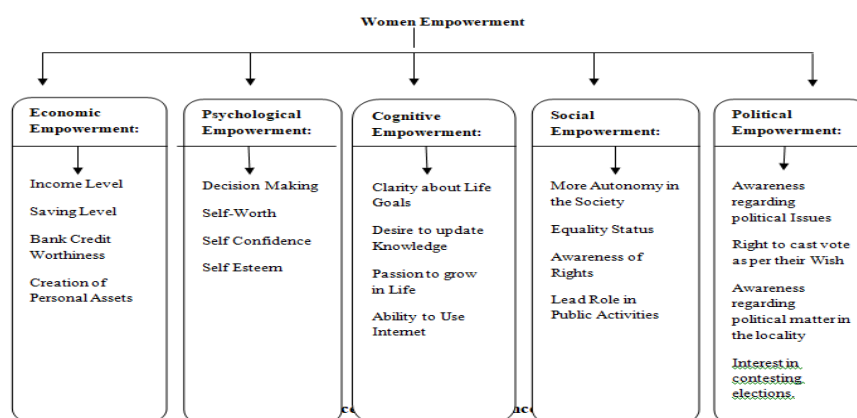 Women Empowerment
Economic
Empowerment:
Income Level
Saving Level
Bank Credit
Worthiness
Creation of
Personal Assets
Psychological
Empowerment:
Decision Making
Self-Worth
Self Confidence
Self Esteem
Cognitive
Empowerment:
Clarity about Life
Goals
Desire to update
Knowledge
Passion to grow
in Life
Ability to Use
Internet
Social
Empowerment:
More Autonomy in
the Society
Equality Status
Awareness of
Rights
Lead Role in
Public Activities
Political
Empowerment:
Awareness
regarding
political Issues
Right to cast vote
as per their Wish
Awareness
regarding
political matter in
the locality
Interest in
contesting
elections.